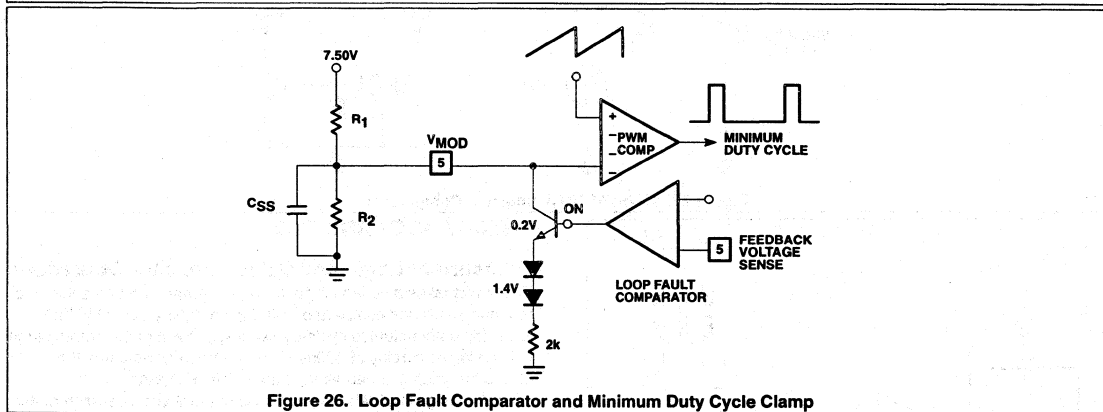 7.50V
R1
VMOD
5
CSS
R2
+
–
PWM
–
COMP
–
MINIMUM
DUTY CYCLE
ON
0.2V
1.4V
2k
5
FEEDBACK
VOLTAGE
SENSE
LOOP FAULT
COMPARATOR
Figure 26. Loop Fault Comparator and Minimum Duty Cycle Clamp